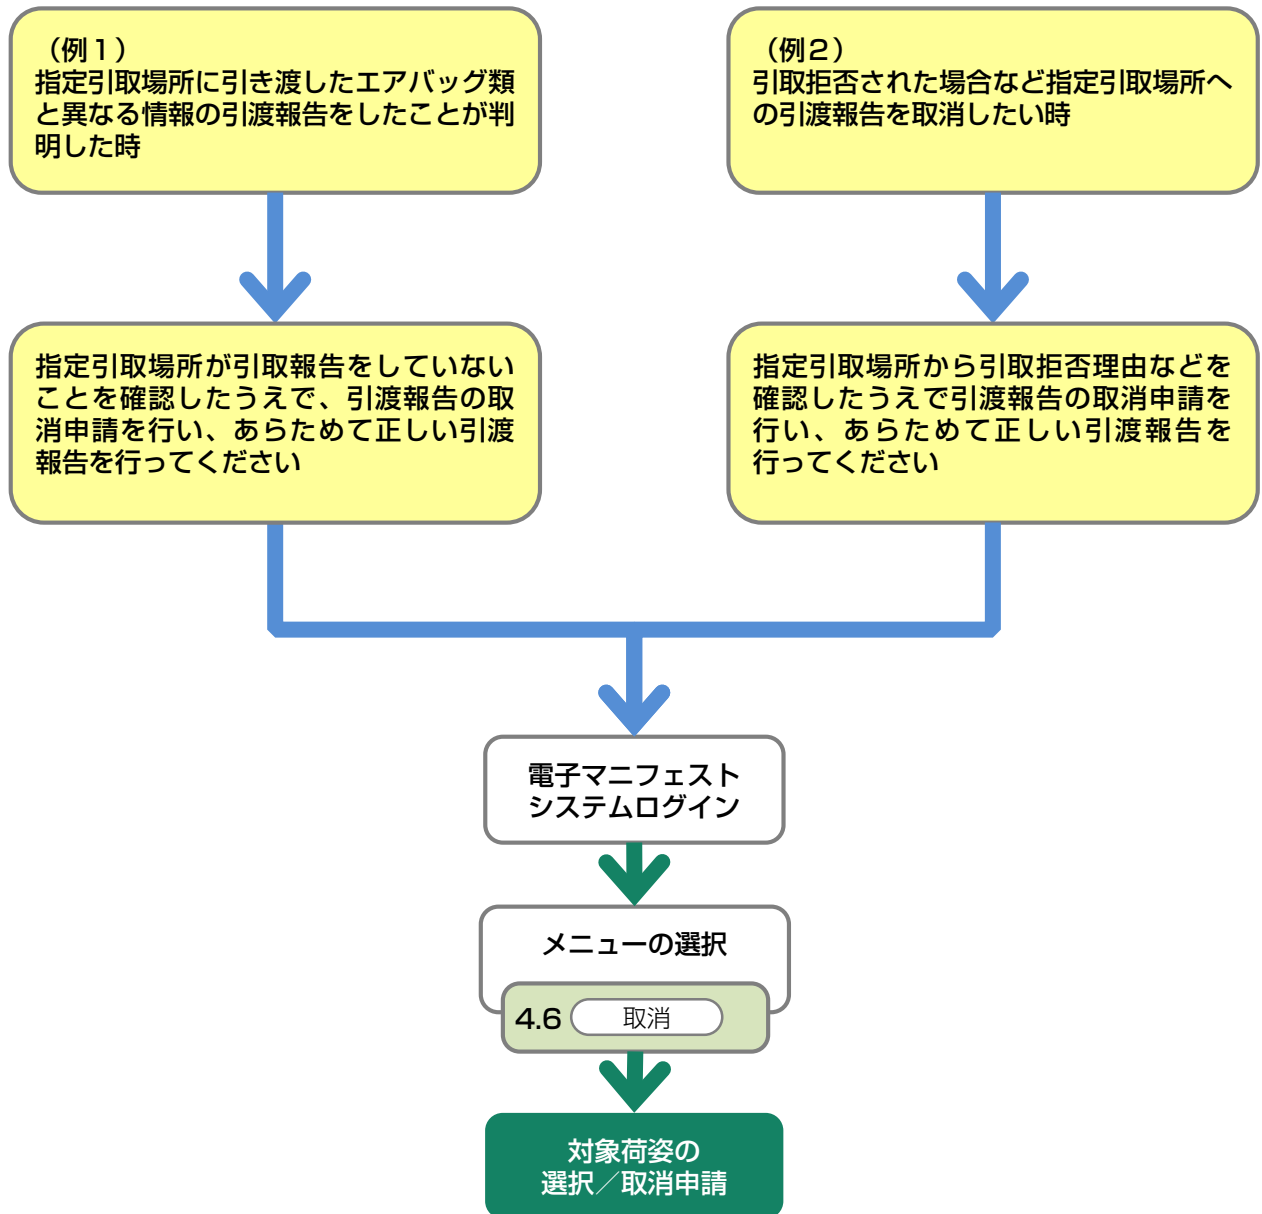 （例１）
指定引取場所に引き渡したエアバッグ類
と異なる情報の引渡報告をしたことが判
明した時
（例２）
引取拒否された場合など指定引取場所へ
の引渡報告を取消したい時
指定引取場所が引取報告をしていない
ことを確認したうえで、引渡報告の取
消申請を行い、あらためて正しい引渡
報告を行ってください
指定引取場所から引取拒否理由などを
確認したうえで引渡報告の取消申請を
行い、あらためて正しい引渡報告を
行ってください
電子マニフェスト
システムログイン
メニューの選択
4.6 取消
対象荷姿の
選択／取消申請